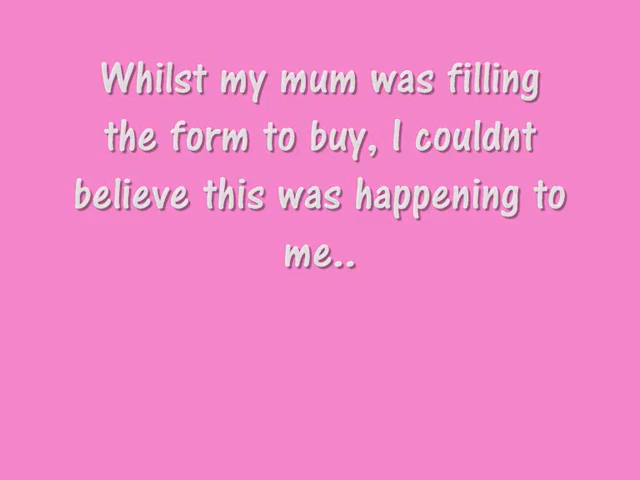 Whilst my mum was filling
the form to buy, I couldnt
believe this was happening to
me..